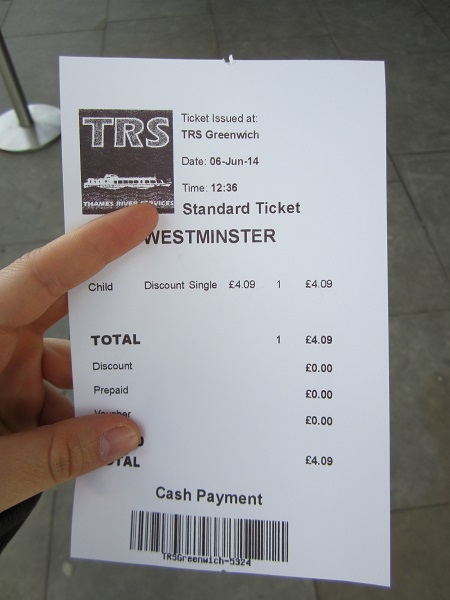 TRS
THAMES RIVER SERVICES
Ticket Issued at:
TRS Greenwich
Date: 06-Jun-14
Time: 12:36
Standard Ticket
WESTMINSTER
Child Discount Single £4.09 1 £4.09
TOTAL 1 £4.09
Discount £0.00
Prepaid £0.00
Voucher £0.00
TOTAL £4.09
Cash Payment
TRSGreenwich-5324